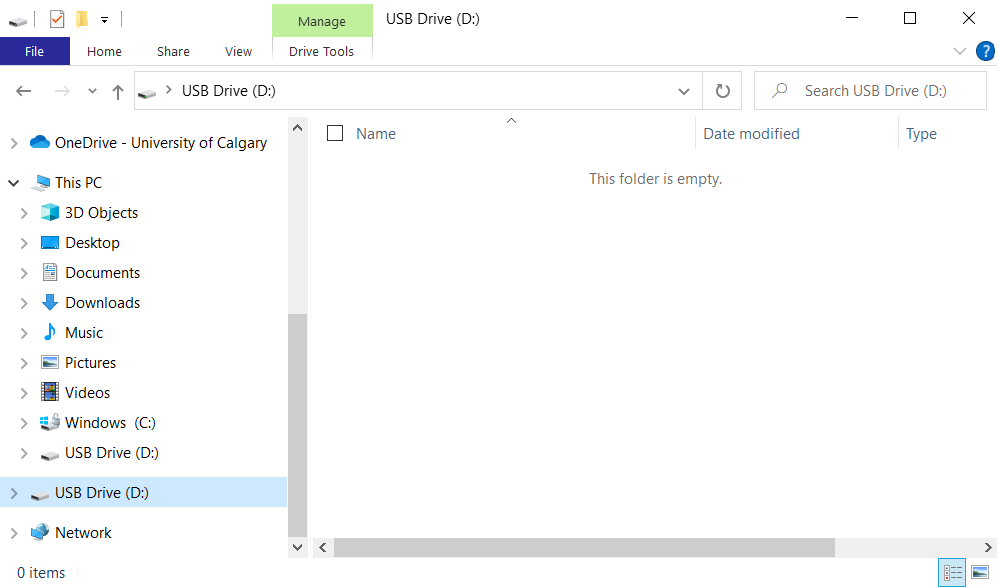 Manage
USB Drive (D:)
File
Home
Share
View
Drive Tools
?
USB Drive (D:)
Search USB Drive (D:)
Name
Date modified
Type
This folder is empty.
OneDrive - University of Calgary
This PC
3D Objects
Desktop
Documents
Downloads
Music
Pictures
Videos
Windows (C:)
USB Drive (D:)
USB Drive (D:)
Network
0 items